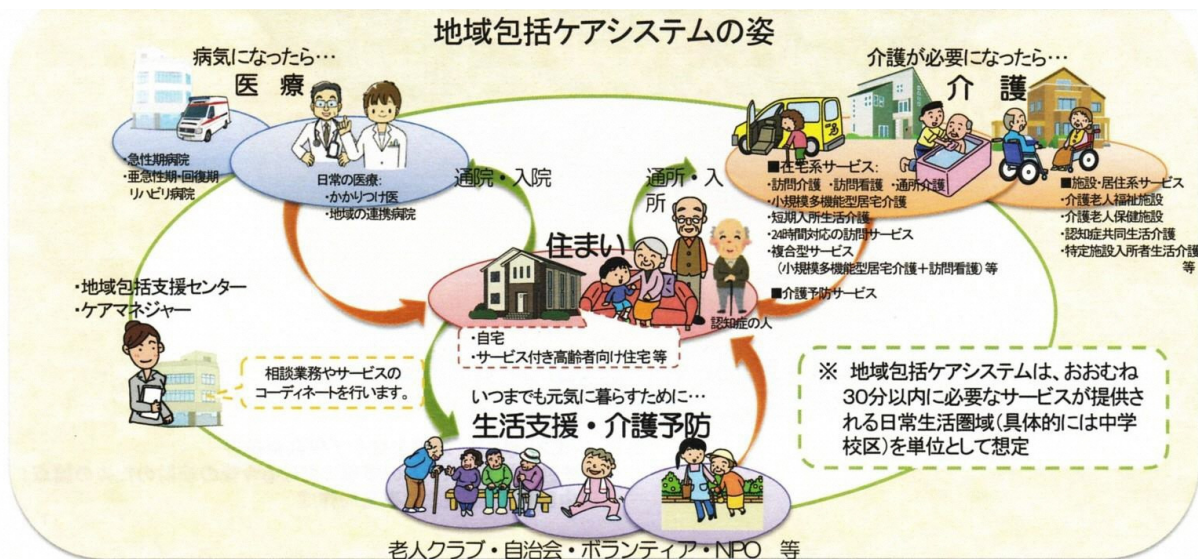 地域包括ケアシステムの姿
病気になったら…
医 療
・急性期病院
・亜急性期・回復期
リハビリ病院
日常の医療:
・かかりつけ医
・地域の連携病院
通院・入院
通所・入
所
介護が必要になったら…
介 護
■在宅系サービス:
・訪問介護 ・訪問看護 ・通所介護
・小規模多機能型居宅介護
・短期入所生活介護
・24時間対応の訪問サービス
・複合型サービス
(小規模多機能型居宅介護+訪問看護)等
■介護予防サービス
■施設・居住系サービス
・介護老人福祉施設
・介護老人保健施設
・認知症共同生活介護
・特定施設入所者生活介護
等
住まい
認知症の人
・自宅
・サービス付き高齢者向け住宅 等
・地域包括支援センター
・ケアマネジャー
相談業務やサービスの
コーディネートを行います。
いつまでも元気に暮らすために…
生活支援・介護予防
老人クラブ・自治会・ボランティア・NPO 等
※ 地域包括ケアシステムは、おおむね
30分以内に必要なサービスが提供さ
れる日常生活圏域(具体的には中学
校区)を単位として想定